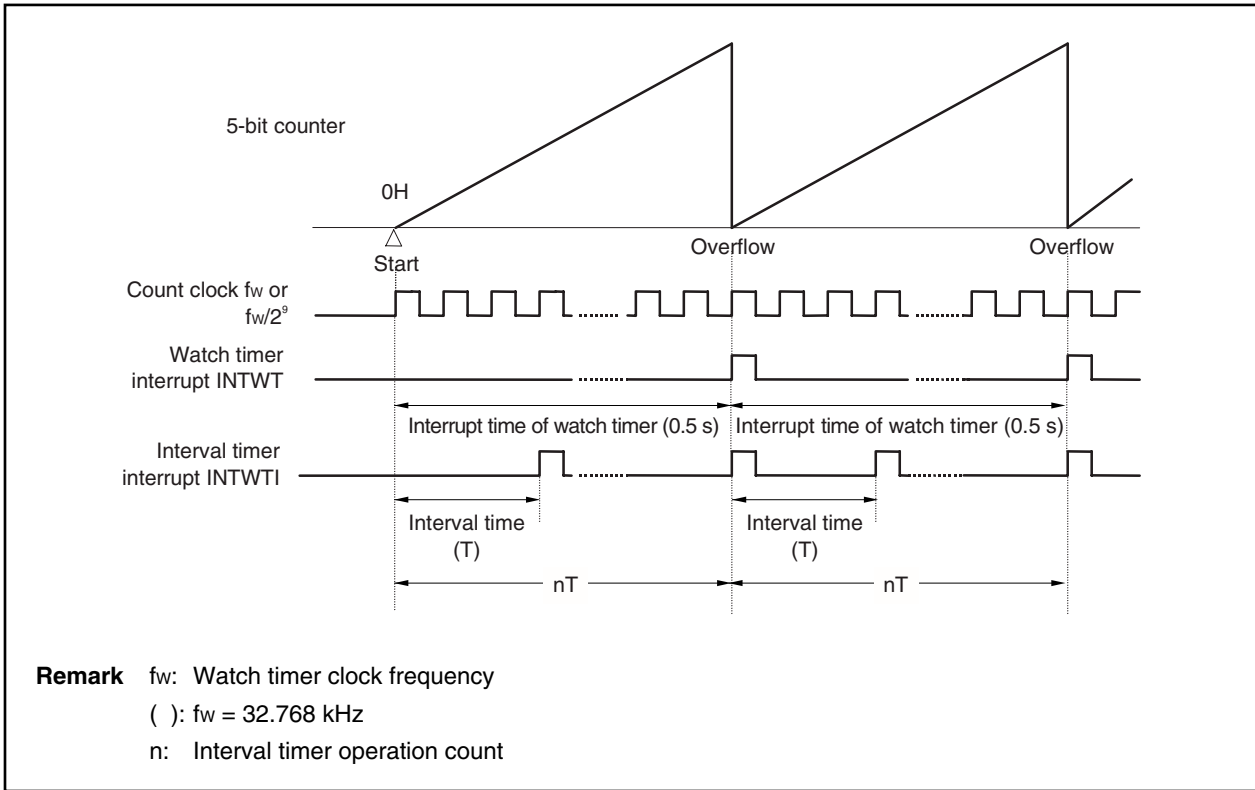 5-bit counter
0H
Start
Overflow
Overflow
Count clock fw or
fw/2⁹
Watch timer
interrupt INTWT
Interrupt time of watch timer (0.5 s)
Interrupt time of watch timer (0.5 s)
Interval timer
interrupt INTWTI
Interval time
(T)
Interval time
(T)
nT
nT
Remark fw: Watch timer clock frequency
( ): fw = 32.768 kHz
n: Interval timer operation count